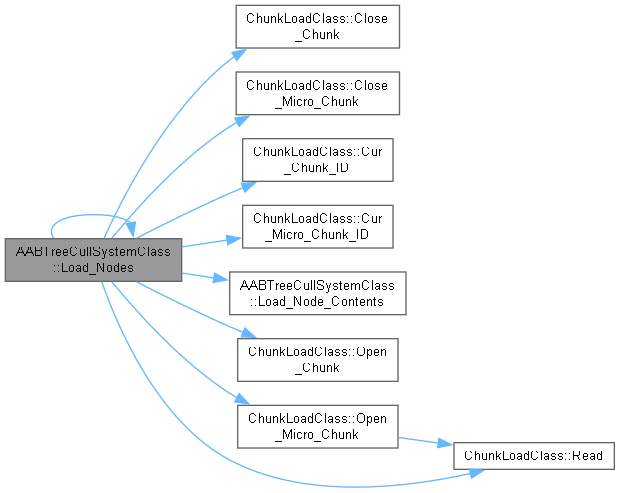 ChunkLoadClass::Close
_Chunk
ChunkLoadClass::Close
_Micro_Chunk
ChunkLoadClass::Cur
_Chunk_ID
ChunkLoadClass::Cur
_Micro_Chunk_ID
AABTreeCullSystemClass
::Load_Nodes
AABTreeCullSystemClass
::Load_Node_Contents
ChunkLoadClass::Open
_Chunk
ChunkLoadClass::Open
_Micro_Chunk
ChunkLoadClass::Read